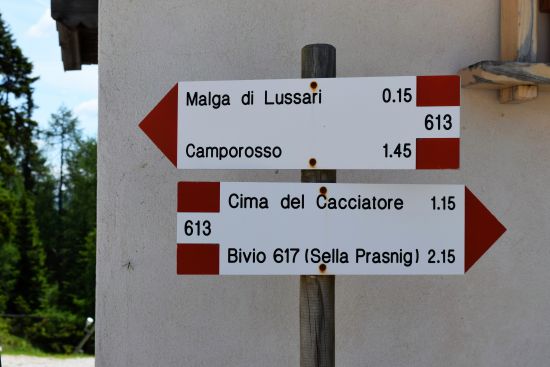 Malga di Lussari 0.15
613
Camporosso 1.45
Cima del Cacciatore 1.15
613
Bivio 617 (Sella Prasnig) 2.15